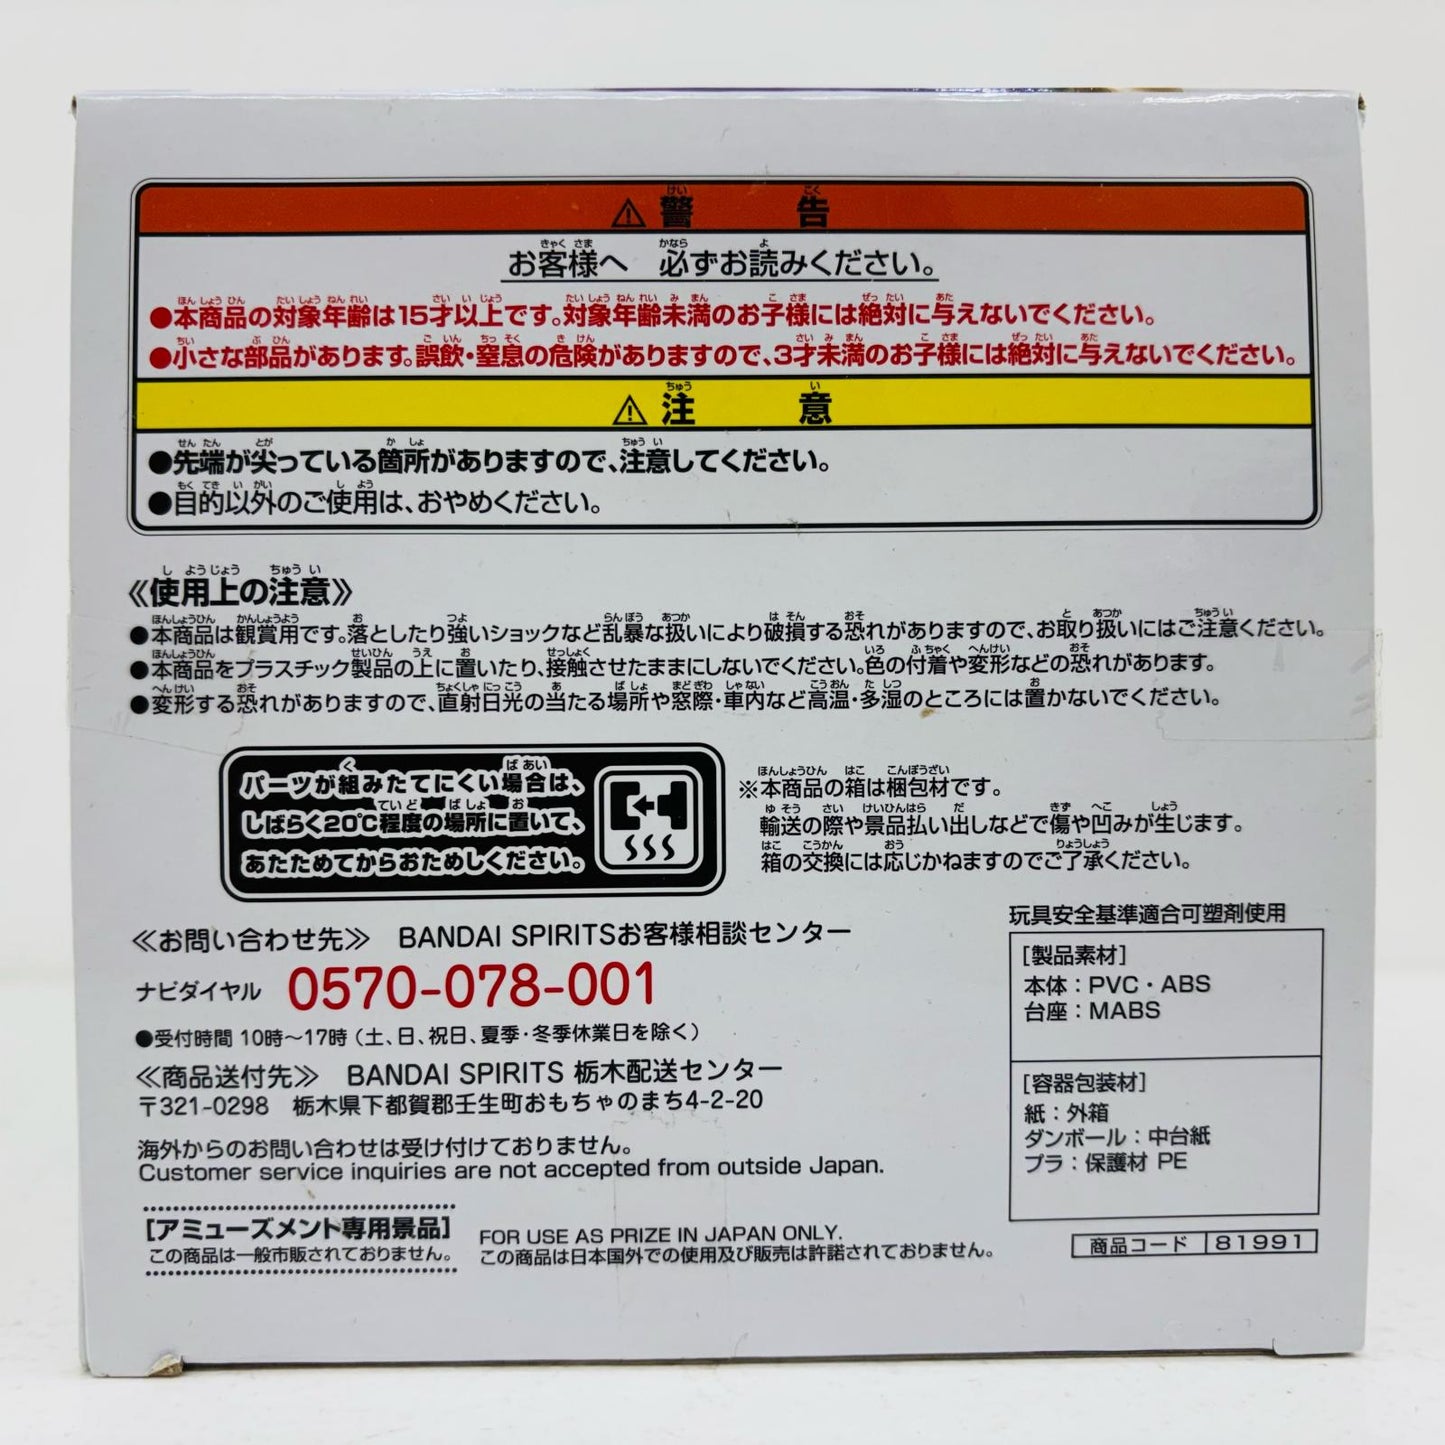 ⚠警告
お客様へ 必ずお読みください。
●本商品の対象年齢は15才以上です。対象年齢未満のお子様には絶対に与えないでください。
●小さな部品があります。誤飲・窒息の危険がありますので、3才未満のお子様には絶対に与えないでください。
⚠注意
●先端が尖っている箇所がありますので、注意してください。
●目的以外のご使用は、おやめください。
《使用上の注意》
●本商品は観賞用です。落としたり強いショックなど乱暴な扱いにより破損する恐れがありますので、お取り扱いにはご注意ください。
●本商品をプラスチック製品の上に置いたり、接触させたままにしないでください。色の付着や変形などの恐れがあります。
●変形する恐れがありますので、直射日光の当たる場所や窓際・車内など高温・多湿のところには置かないでください。
パーツが組みたてにくい場合は、
しばらく20℃程度の場所に置いて、
あたためてからおためしください。
※本商品の箱は梱包材です。
輸送の際や景品払い出しなどで傷や凹みが生じます。
箱の交換には応じかねますのでご了承ください。
≪お問い合わせ先≫ BANDAI SPIRITSお客様相談センター
ナビダイヤル 0570-078-001
●受付時間 10時～17時（土、日、祝日、夏季・冬季休業日を除く）
≪商品送付先≫ BANDAI SPIRITS 栃木配送センター
〒321-0298 栃木県下都賀郡壬生町おもちゃのまち4-2-20
海外からのお問い合わせは受け付けておりません。
Customer service inquiries are not accepted from outside Japan.
[アミューズメント専用景品]
この商品は一般市販されておりません。
FOR USE AS PRIZE IN JAPAN ONLY.
この商品は日本国外での使用及び販売は許諾されておりません。
玩具安全基準適合可塑剤使用
[製品素材]
本体：PVC・ABS
台座：MABS
[容器包装材]
紙：外箱
ダンボール：中台紙
プラ：保護材 PE
商品コード 81991